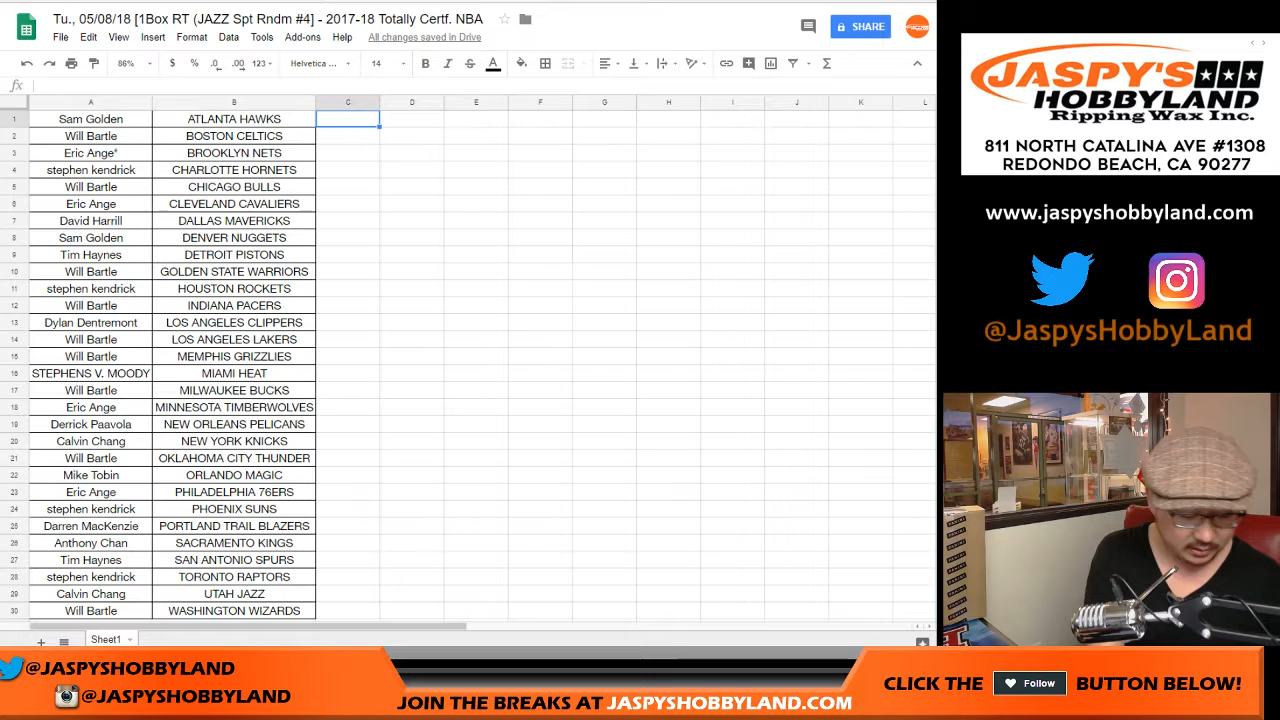 Tu., 05/08/18 [1Box RT (JAZZ Spt Rndm #4] - 2017-18 Totally Certf. NBA
File Edit View Insert Format Data Tools Add-ons Help All changes saved in Drive
SHARE
86% $ % .0 .00 123 Helvetica ... 14 B I S A
fx
A B C D E F G H I J K L
1 Sam Golden ATLANTA HAWKS
2 Will Bartle BOSTON CELTICS
3 Eric Ange* BROOKLYN NETS
4 stephen kendrick CHARLOTTE HORNETS
5 Will Bartle CHICAGO BULLS
6 Eric Ange CLEVELAND CAVALIERS
7 David Harrill DALLAS MAVERICKS
8 Sam Golden DENVER NUGGETS
9 Tim Haynes DETROIT PISTONS
10 Will Bartle GOLDEN STATE WARRIORS
11 stephen kendrick HOUSTON ROCKETS
12 Will Bartle INDIANA PACERS
13 Dylan Dentremont LOS ANGELES CLIPPERS
14 Will Bartle LOS ANGELES LAKERS
15 Will Bartle MEMPHIS GRIZZLIES
16 STEPHENS V. MOODY MIAMI HEAT
17 Will Bartle MILWAUKEE BUCKS
18 Eric Ange MINNESOTA TIMBERWOLVES
19 Derrick Paavola NEW ORLEANS PELICANS
20 Calvin Chang NEW YORK KNICKS
21 Will Bartle OKLAHOMA CITY THUNDER
22 Mike Tobin ORLANDO MAGIC
23 Eric Ange PHILADELPHIA 76ERS
24 stephen kendrick PHOENIX SUNS
25 Darren MacKenzie PORTLAND TRAIL BLAZERS
26 Anthony Chan SACRAMENTO KINGS
27 Tim Haynes SAN ANTONIO SPURS
28 stephen kendrick TORONTO RAPTORS
29 Calvin Chang UTAH JAZZ
30 Will Bartle WASHINGTON WIZARDS
Sheet1
JASPY'S
HOBBYLAND
Ripping Wax Inc.
811 NORTH CATALINA AVE #1308
REDONDO BEACH, CA 90277
www.jaspyshobbyland.com
@JaspysHobbyLand
@JASPYSHOBBYLAND
@JASPYSHOBBYLAND
JOIN THE BREAKS AT JASPYSHOBBYLAND.COM
CLICK THE Follow BUTTON BELOW!